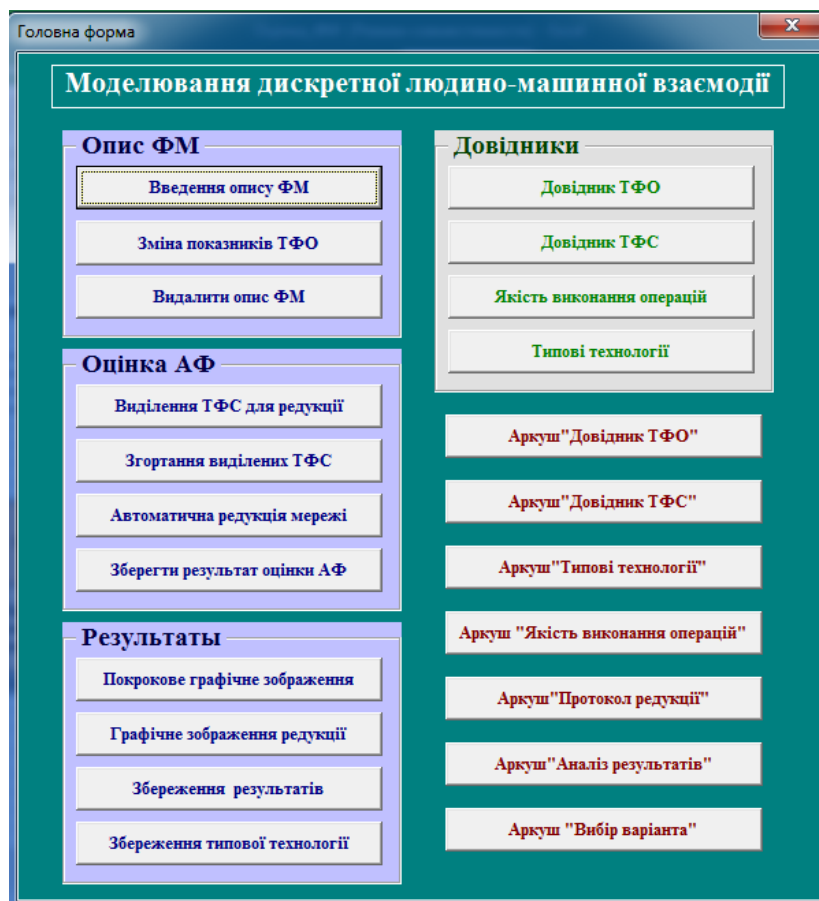 Головна форма
Моделювання дискретної людино-машинної взаємодії
Опис ФМ
Введення опису ФМ
Зміна показників ТФО
Видалити опис ФМ
Оцінка АФ
Виділення ТФС для редукції
Згортання виділених ТФС
Автоматична редукція мережі
Зберегти результат оцінки АФ
Результаты
Покрокове графічне зображення
Графічне зображення редукції
Збереження результатів
Збереження типової технології
Довідники
Довідник ТФО
Довідник ТФС
Якість виконання операцій
Типові технології
Аркуш"Довідник ТФО"
Аркуш"Довідник ТФС"
Аркуш"Типові технології"
Аркуш "Якість виконання операцій"
Аркуш"Протокол редукції"
Аркуш"Аналіз результатів"
Аркуш "Вибір варіанта"